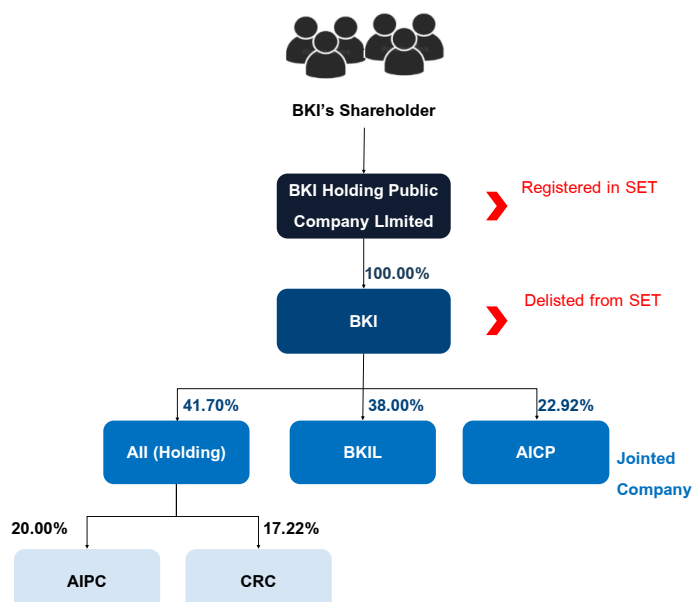 BKI’s Shareholder
BKI Holding Public
Company LImited
Registered in SET
100.00%
BKI
Delisted from SET
41.70%
38.00%
22.92%
AII (Holding)
BKIL
AICP
Jointed
Company
20.00%
17.22%
AIPC
CRC